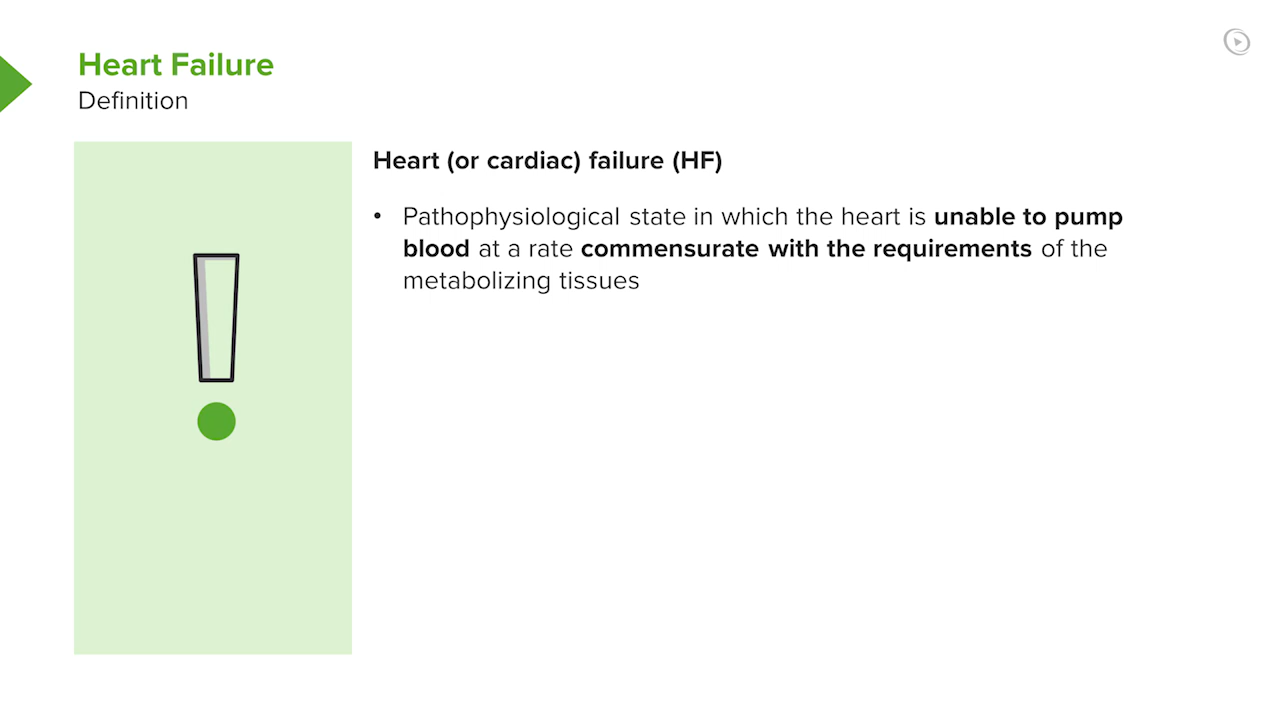 Heart Failure
Definition
Heart (or cardiac) failure (HF)
• Pathophysiological state in which the heart is unable to pump
blood at a rate commensurate with the requirements of the
metabolizing tissues